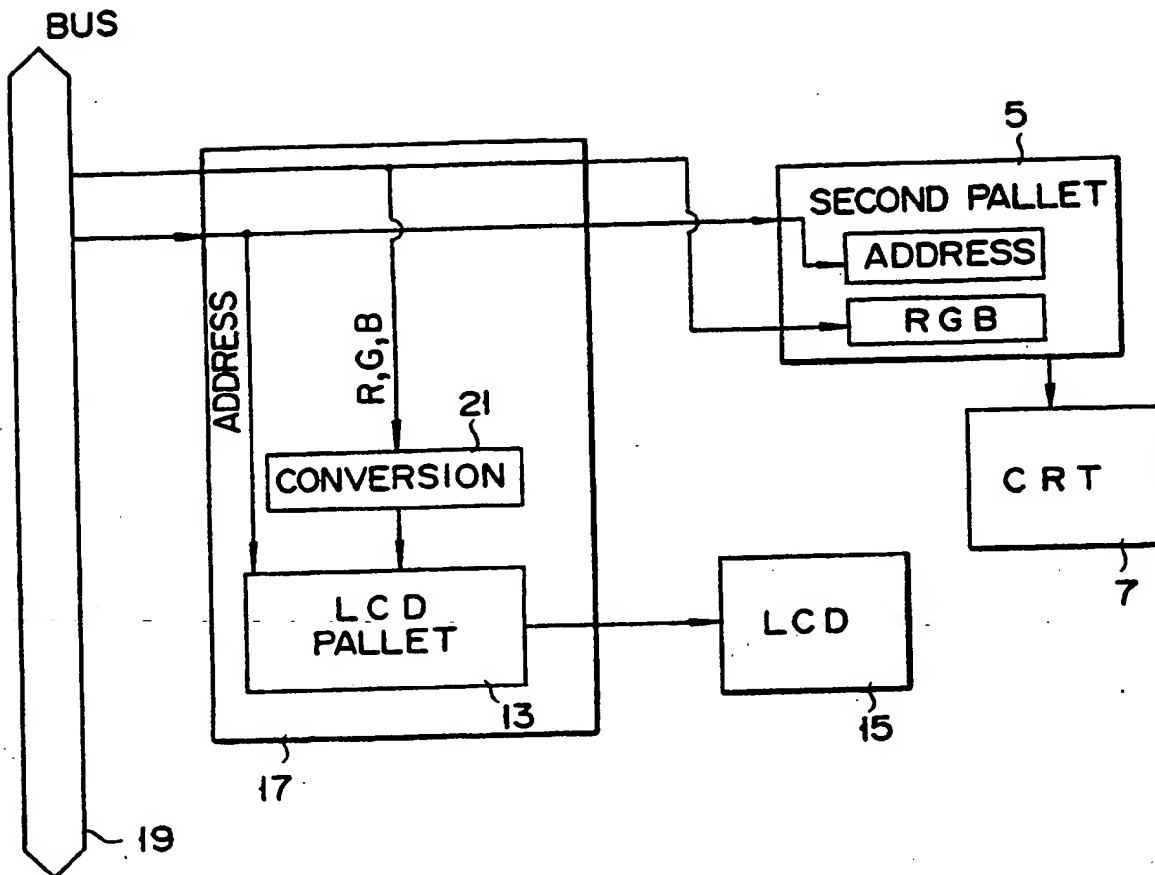 BUS
5
SECOND PALLET
ADDRESS
RGB
ADDRESS
R,G,B
21
CONVERSION
CRT
7
LCD
PALLET
13
LCD
15
17
19